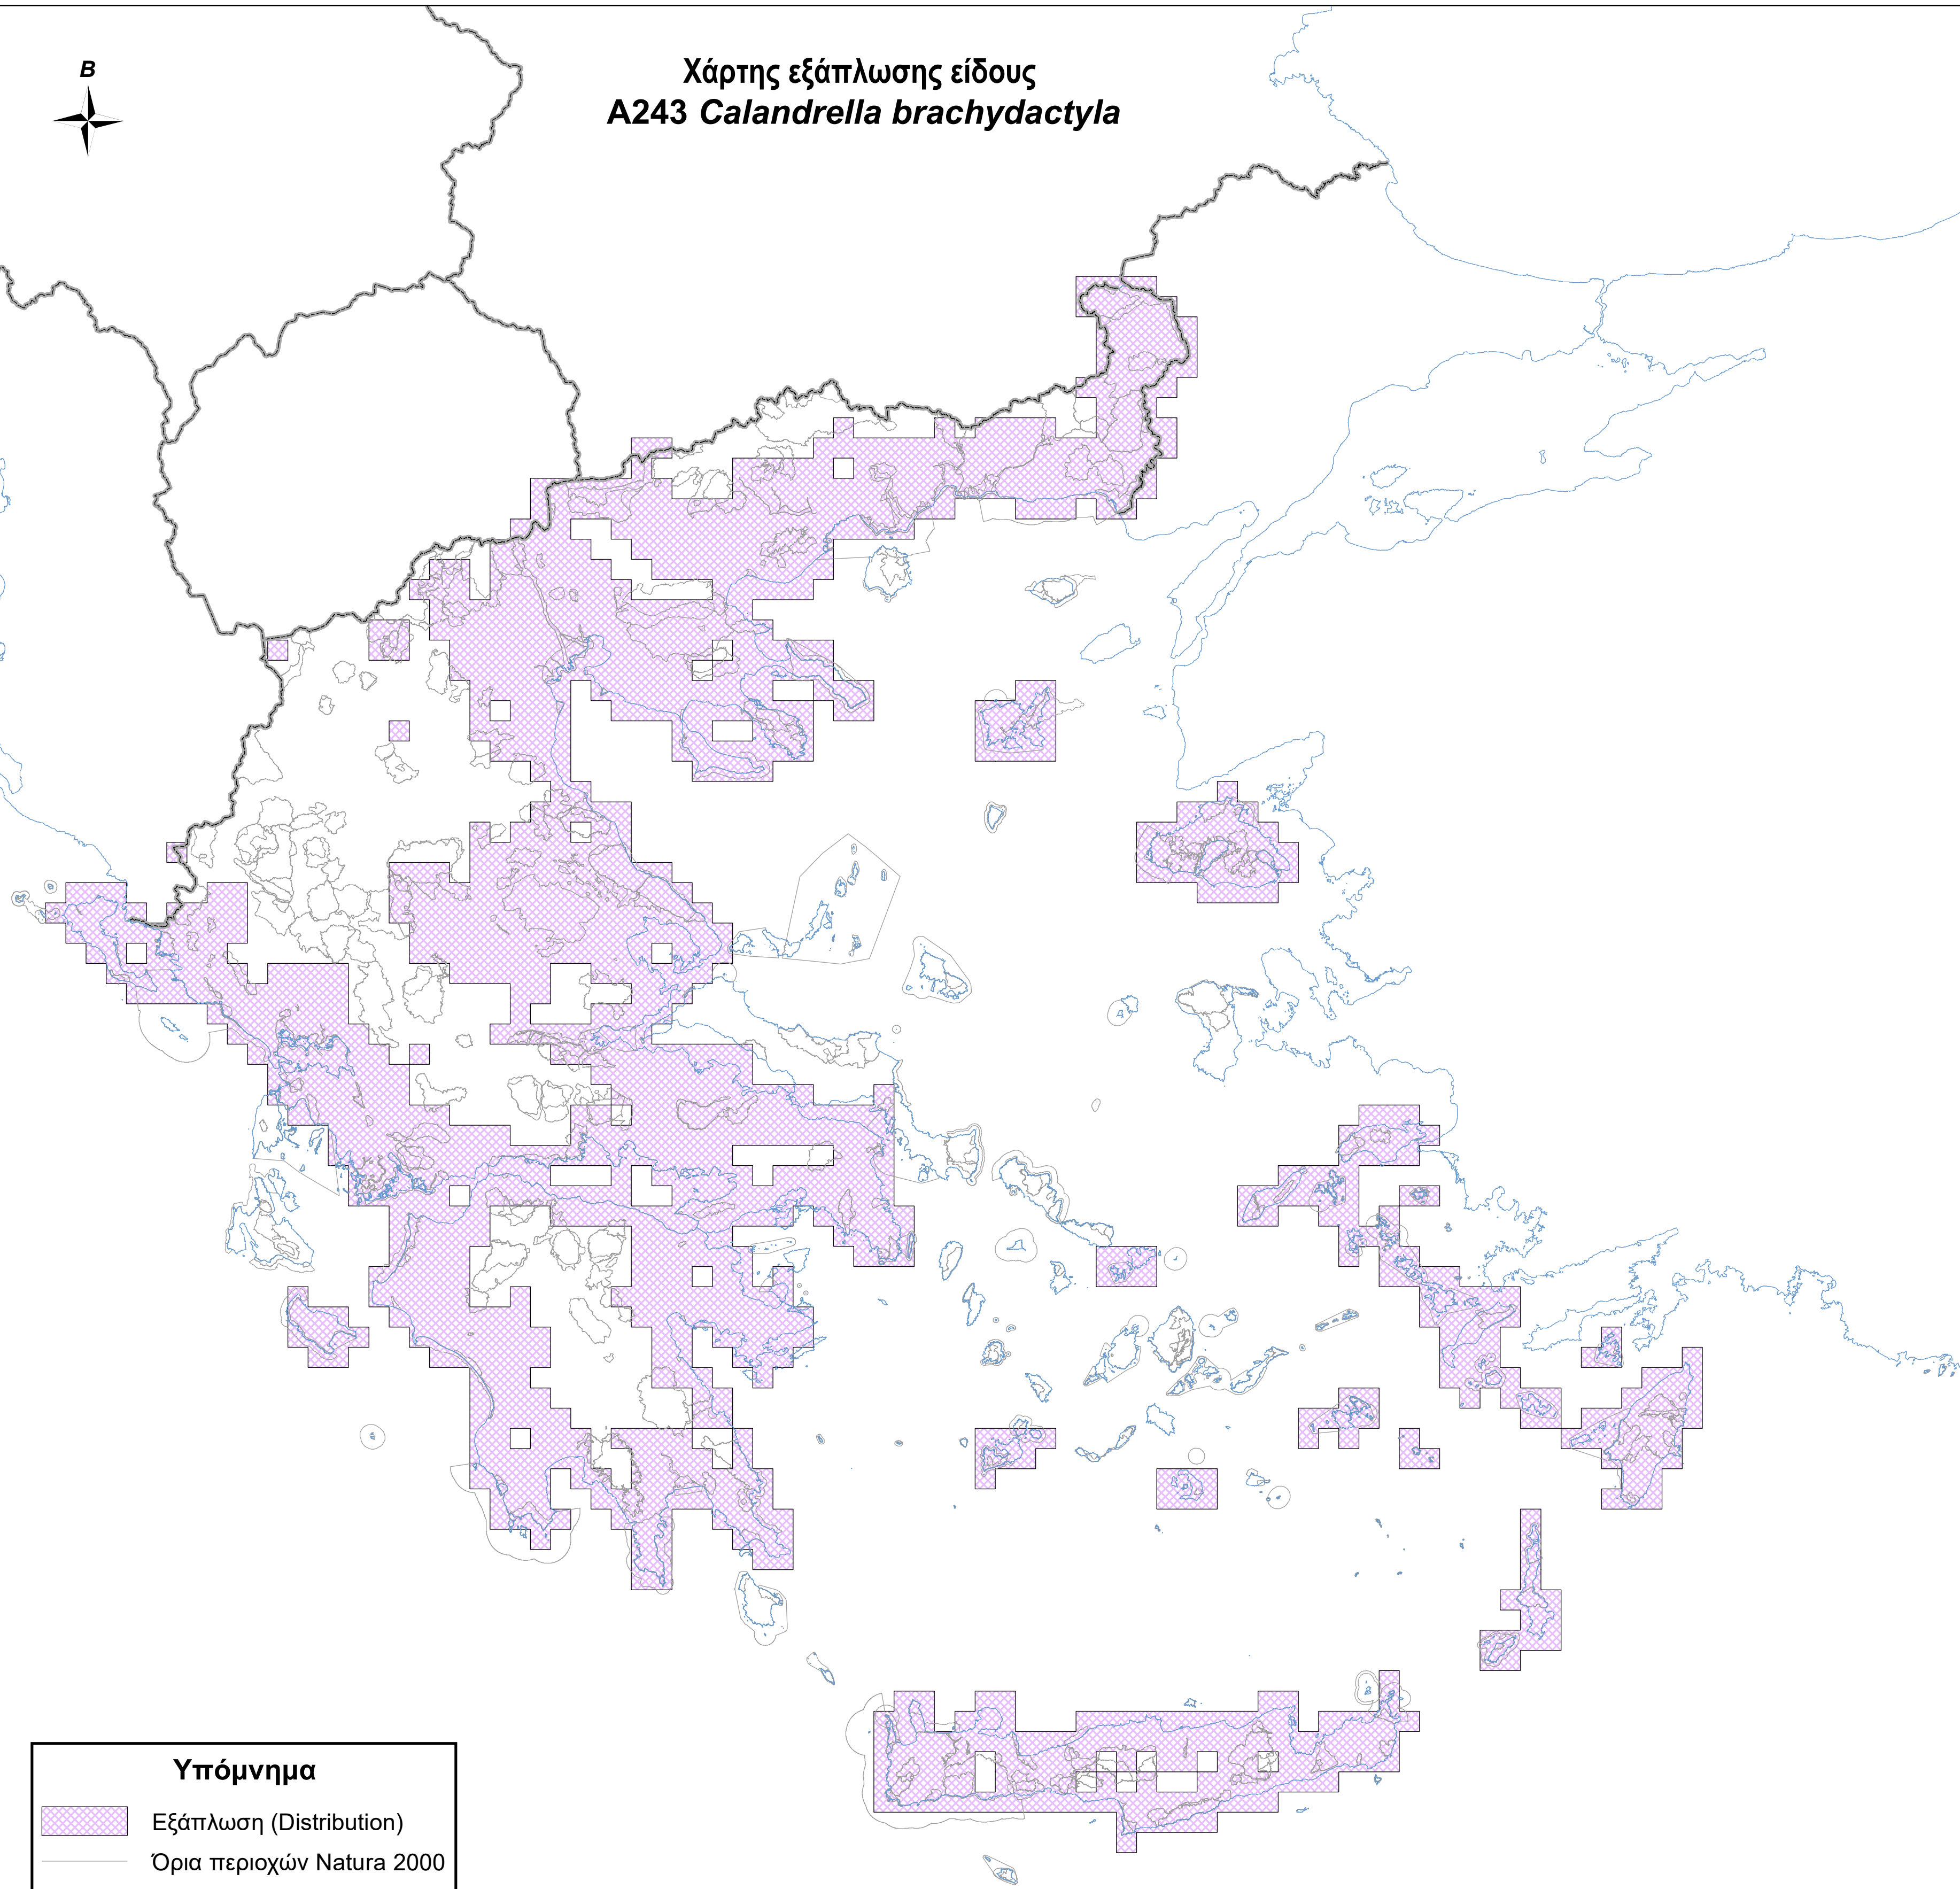 B
Χάρτης εξάπλωσης είδους
A243 Calandrella brachydactyla
Υπόμνημα
Εξάπλωση (Distribution)
Όρια περιοχών Natura 2000